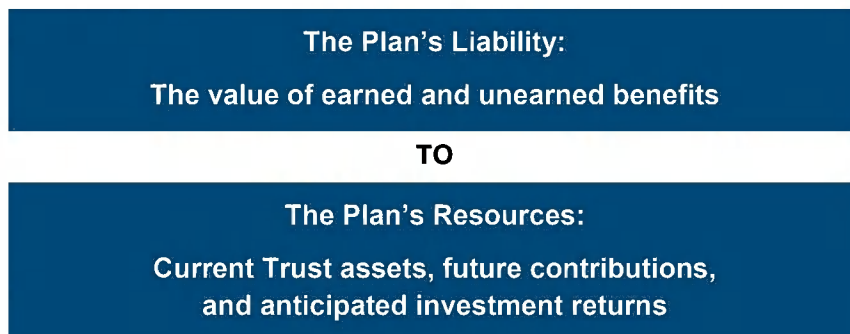 The Plan's Liability:
The value of earned and unearned benefits
TO
The Plan's Resources:
Current Trust assets, future contributions,
and anticipated investment returns